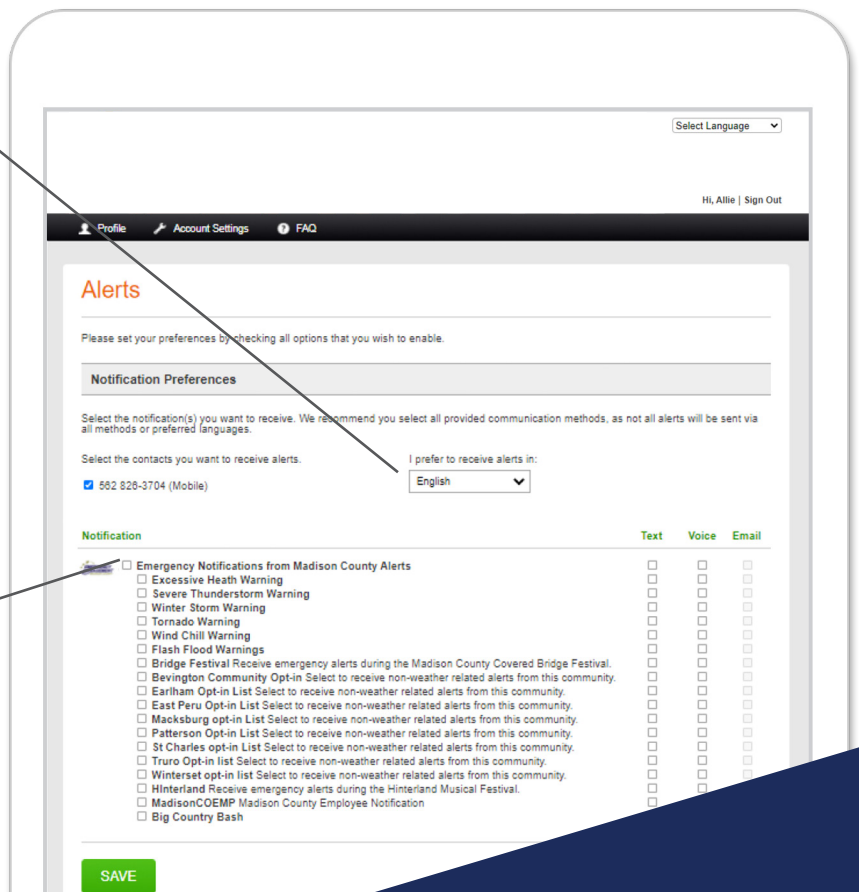 Select Language
Hi, Allie | Sign Out
Profile Account Settings FAQ
Alerts
Please set your preferences by checking all options that you wish to enable.
Notification Preferences
Select the notification(s) you want to receive. We recommend you select all provided communication methods, as not all alerts will be sent via
all methods or preferred languages.
Select the contacts you want to receive alerts. I prefer to receive alerts in:
562 826-3704 (Mobile) English
Notification Text Voice Email
Emergency Notifications from Madison County Alerts
Excessive Heath Warning
Severe Thunderstorm Warning
Winter Storm Warning
Tornado Warning
Wind Chill Warning
Flash Flood Warnings
Bridge Festival Receive emergency alerts during the Madison County Covered Bridge Festival.
Bevington Community Opt-in Select to receive non-weather related alerts from this community.
Earlham Opt-in List Select to receive non-weather related alerts from this community.
East Peru Opt-in List Select to receive non-weather related alerts from this community.
Macksburg opt-in List Select to receive non-weather related alerts from this community.
Patterson Opt-in List Select to receive non-weather related alerts from this community.
St Charles opt-in List Select to receive non-weather related alerts from this community.
Truro Opt-in list Select to receive non-weather related alerts from this community.
Winterset opt-in list Select to receive non-weather related alerts from this community.
HInterland Receive emergency alerts during the Hinterland Musical Festival.
MadisonCOEMP Madison County Employee Notification
Big Country Bash
SAVE